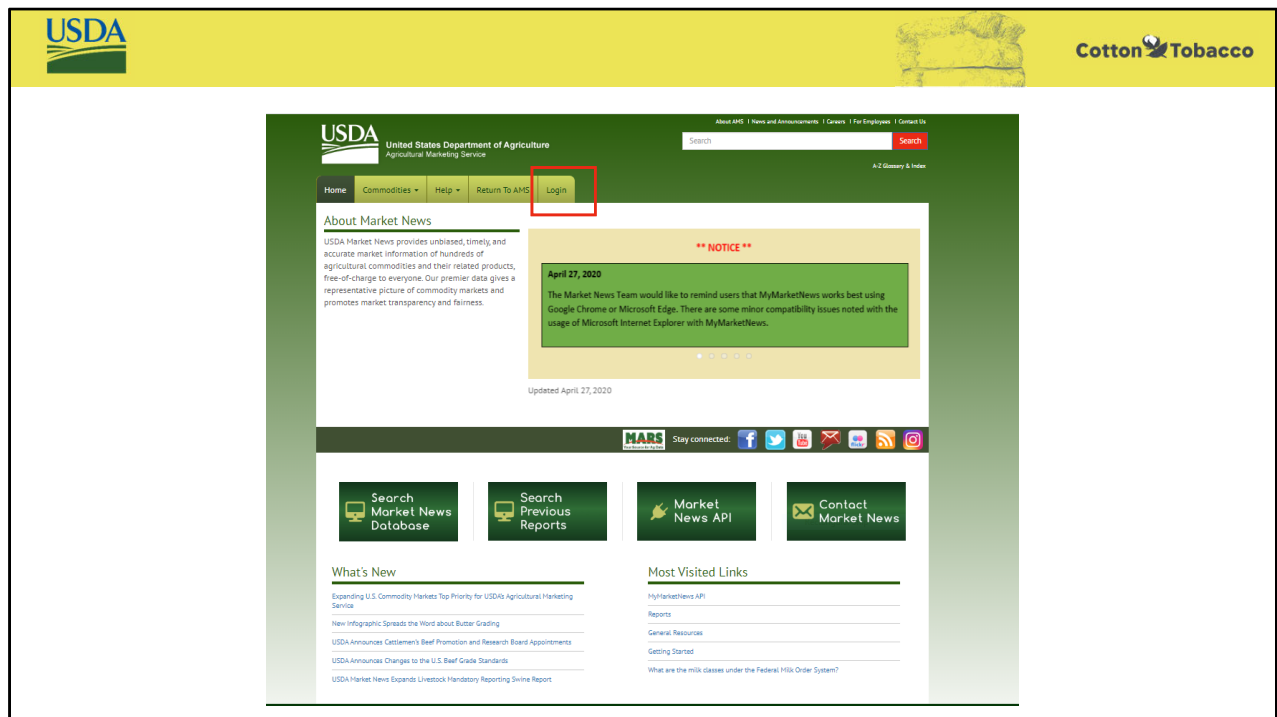 USDA
Cotton Tobacco
About AMS | News and Announcements | Careers | For Employees | Contact Us
USDA
United States Department of Agriculture
Agricultural Marketing Service
Search
Search
A-Z Glossary & Index
Home
Commodities
Help
Return To AMS
Login
About Market News
USDA Market News provides unbiased, timely, and
accurate market information of hundreds of
agricultural commodities and their related products,
free-of-charge to everyone. Our premier data gives a
representative picture of commodity markets and
promotes market transparency and fairness.
** NOTICE **
April 27, 2020
The Market News Team would like to remind users that MyMarketNews works best using
Google Chrome or Microsoft Edge. There are some minor compatibility issues noted with the
usage of Microsoft Internet Explorer with MyMarketNews.
Updated April 27, 2020
MARS
Stay connected:
You
Tube
flickr
Search
Market News
Database
Search
Previous
Reports
Market
News API
Contact
Market News
What's New
Expanding U.S. Commodity Markets Top Priority for USDA's Agricultural Marketing
Service
New Infographic Spreads the Word about Butter Grading
USDA Announces Cattlemen's Beef Promotion and Research Board Appointments
USDA Announces Changes to the U.S. Beef Grade Standards
USDA Market News Expands Livestock Mandatory Reporting Swine Report
Most Visited Links
MyMarketNews API
Reports
General Resources
Getting Started
What are the milk classes under the Federal Milk Order System?